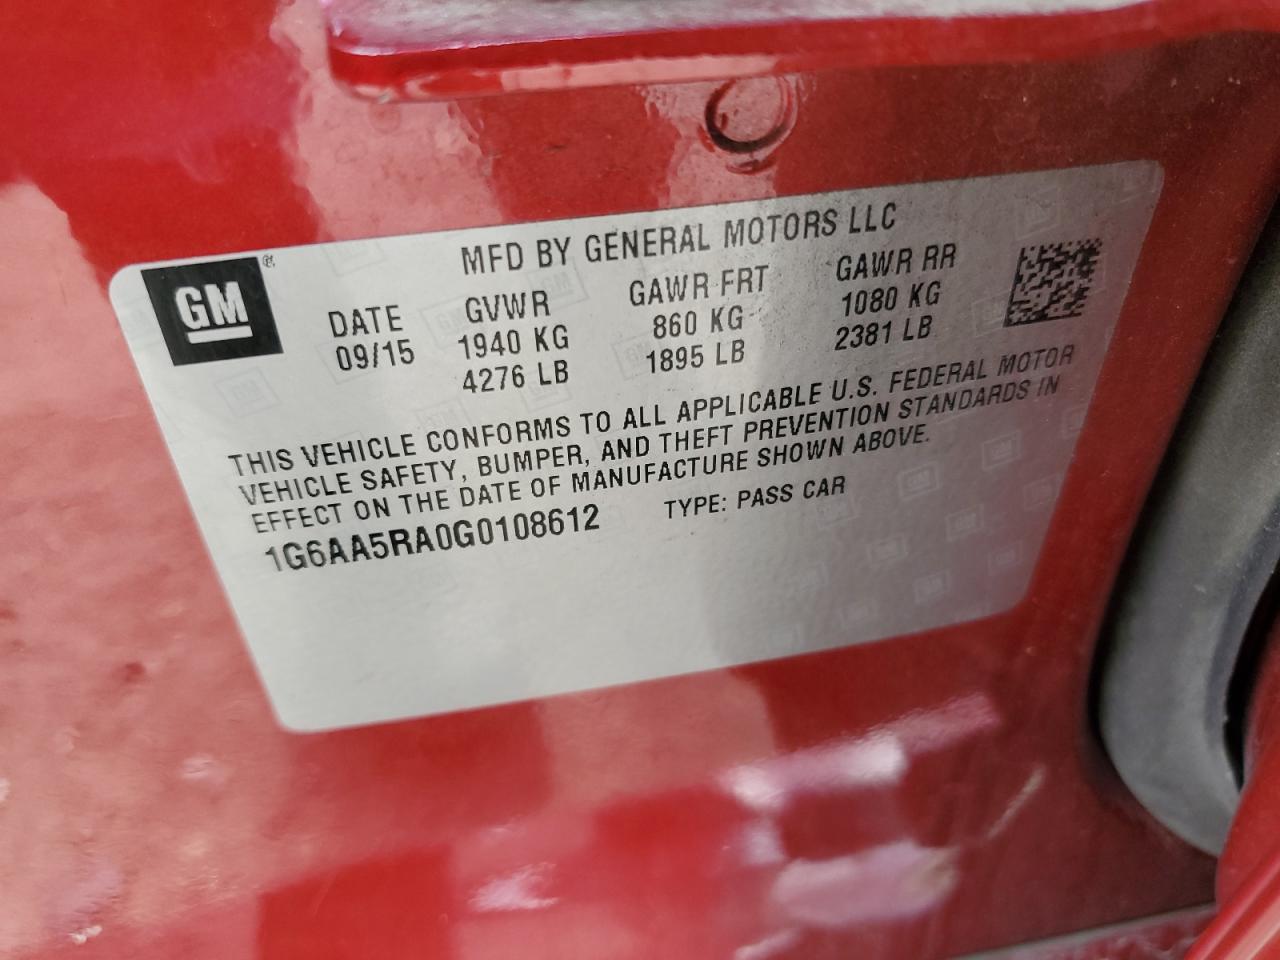 GM®
MFD BY GENERAL MOTORS LLC
DATE GVWR GAWR FRT GAWR RR
09/15 1940 KG 860 KG 1080 KG
4276 LB 1895 LB 2381 LB
THIS VEHICLE CONFORMS TO ALL APPLICABLE U.S. FEDERAL MOTOR
VEHICLE SAFETY, BUMPER, AND THEFT PREVENTION STANDARDS IN
EFFECT ON THE DATE OF MANUFACTURE SHOWN ABOVE.
1G6AA5RA0G0108612 TYPE: PASS CAR